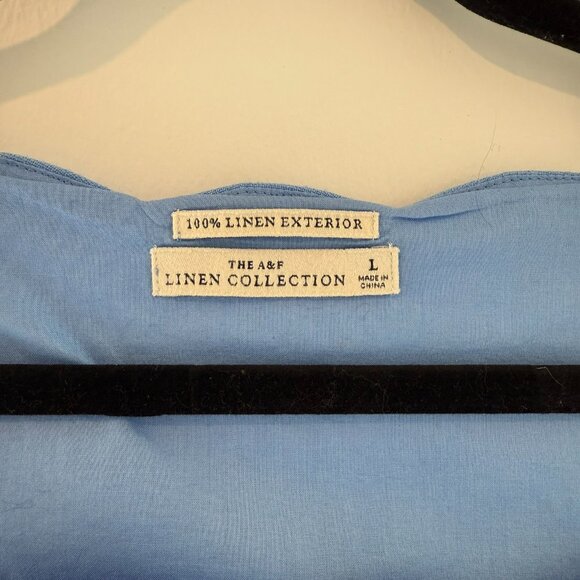 100% LINEN EXTERIOR
THE A&F
LINEN COLLECTION
L
MADE IN
CHINA